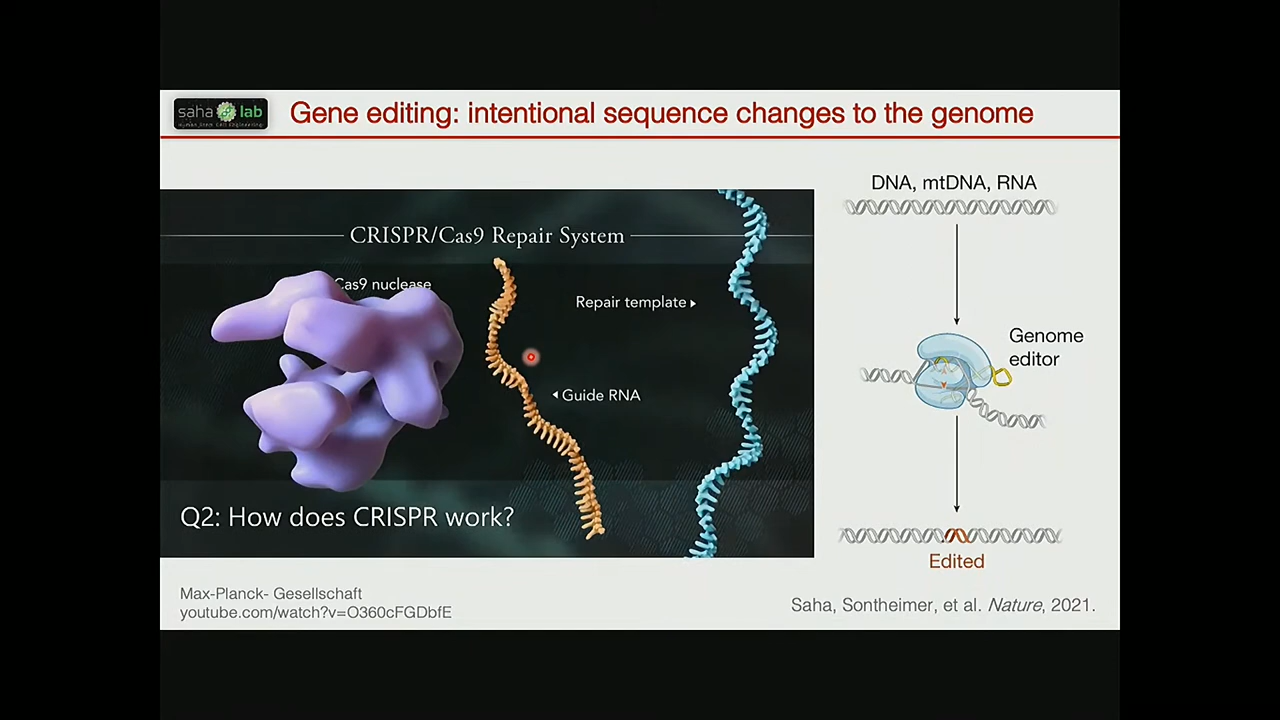 saha lab
Gene editing: intentional sequence changes to the genome
CRISPR/Cas9 Repair System
Cas9 nuclease
Repair template
Guide RNA
Q2: How does CRISPR work?
Max-Planck- Gesellschaft
youtube.com/watch?v=O360cFGDbfE
DNA, mtDNA, RNA
Genome
editor
Edited
Saha, Sontheimer, et al. Nature, 2021.